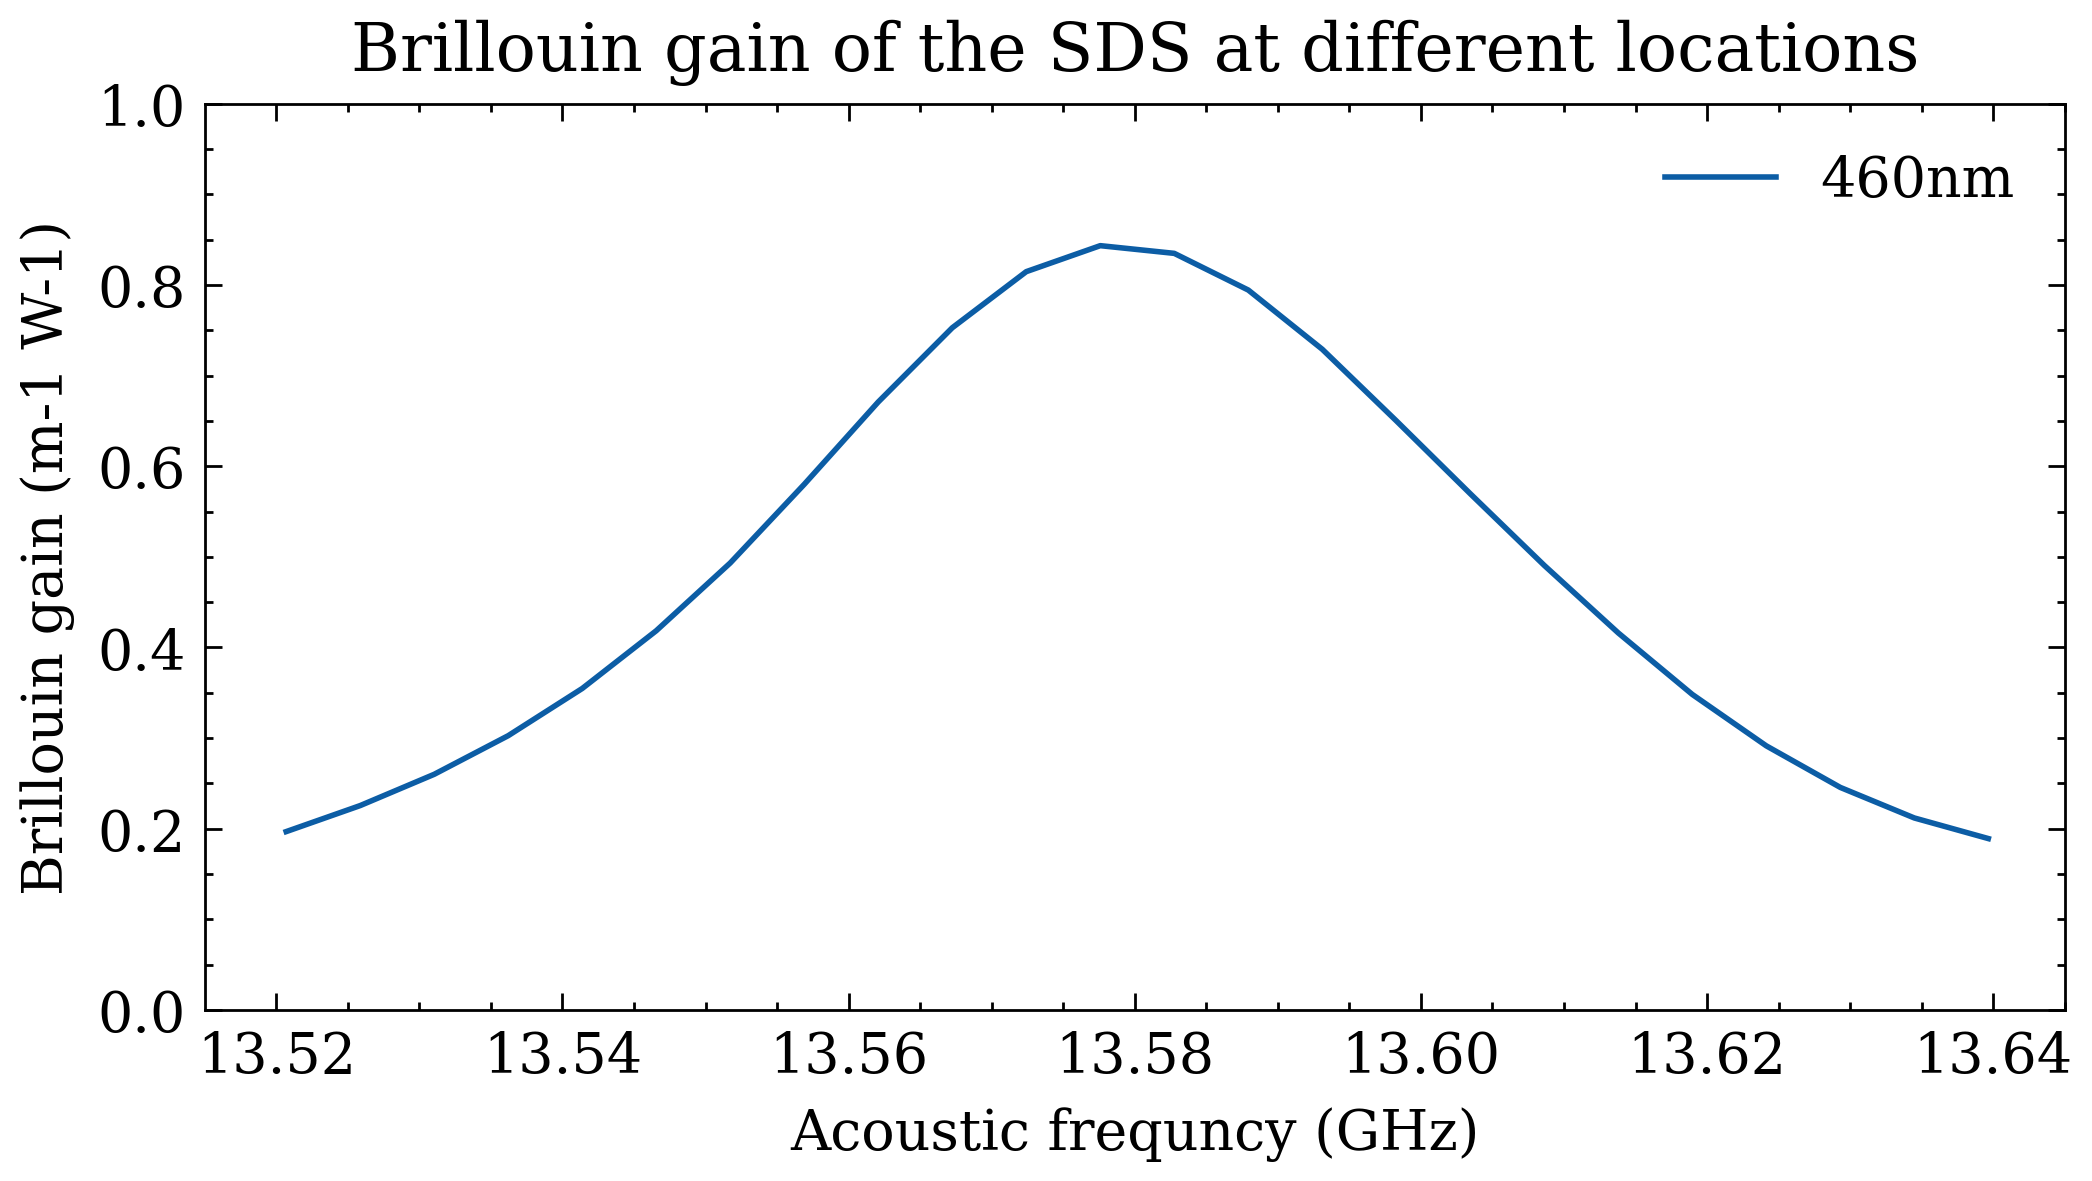 Brillouin gain of the SDS at different locations
1.0
0.8
0.6
0.4
0.2
0.0
Brillouin gain (m-1 W-1)
460nm
13.52 13.54 13.56 13.58 13.60 13.62 13.64
Acoustic frequncy (GHz)